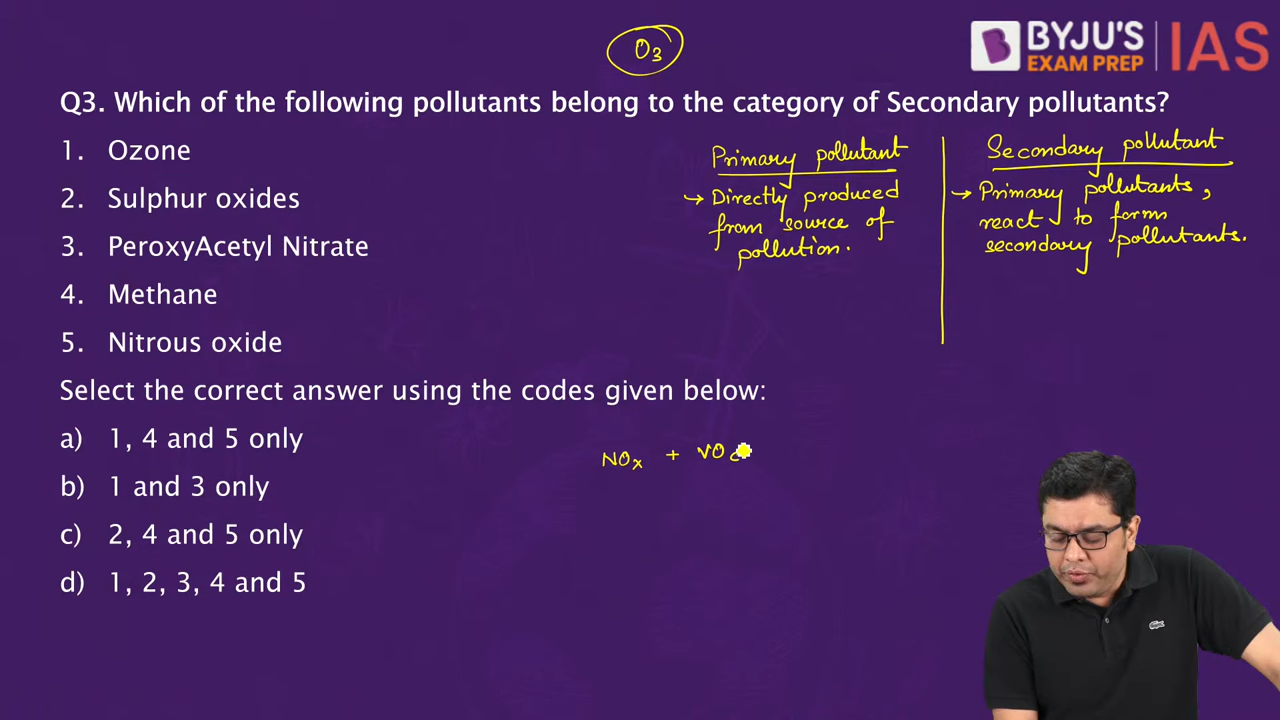 O3
BYJU'S
EXAM PREP
IAS
Q3. Which of the following pollutants belong to the category of Secondary pollutants?
1. Ozone
2. Sulphur oxides
3. PeroxyAcetyl Nitrate
4. Methane
5. Nitrous oxide
Select the correct answer using the codes given below:
a) 1, 4 and 5 only
b) 1 and 3 only
c) 2, 4 and 5 only
d) 1, 2, 3, 4 and 5
Primary pollutant
→ Directly produced
from source of
pollution.
Secondary pollutant
→ Primary pollutants,
react to form
secondary pollutants.
NOx + VOC